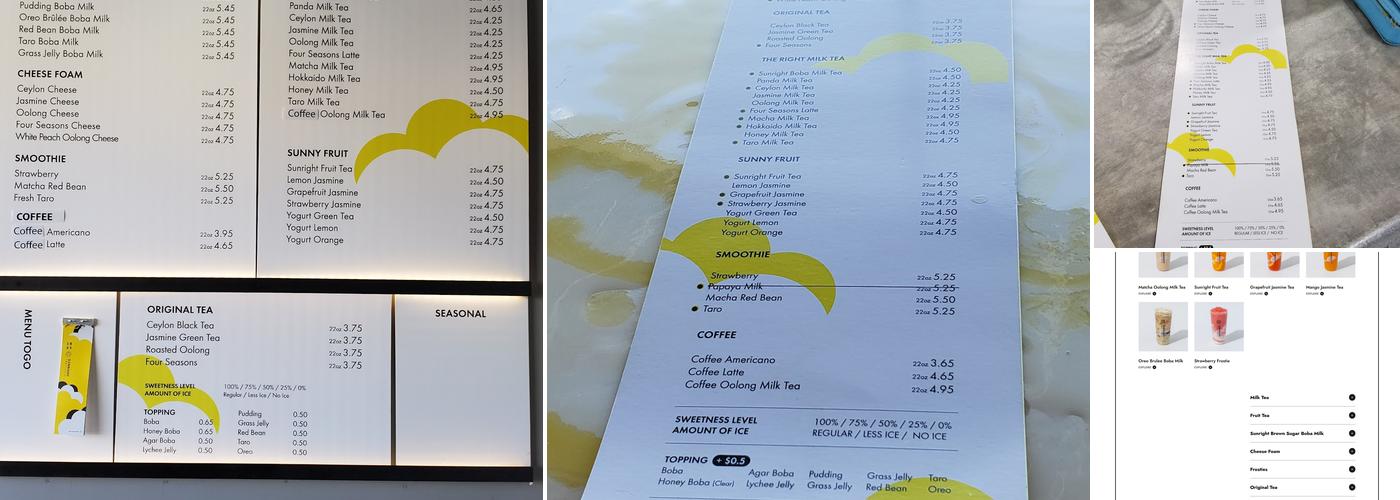 Pudding Boba Milk 22oz 5.45
Oreo Brûlée Boba Milk 22oz 5.45
Red Bean Boba Milk 22oz 5.45
Taro Boba Milk 22oz 5.45
Grass Jelly Boba Milk 22oz 5.45
CHEESE FOAM
Ceylon Cheese 22oz 4.75
Jasmine Cheese 22oz 4.75
Oolong Cheese 22oz 4.75
Four Seasons Cheese 22oz 4.75
White Peach Oolong Cheese 22oz 4.75
SMOOTHIE
Strawberry 22oz 5.25
Matcha Red Bean 22oz 5.50
Fresh Taro 22oz 5.25
COFFEE
Coffee Americano 22oz 3.95
Coffee Latte 22oz 4.65
Panda Milk Tea 22oz 4.65
Ceylon Milk Tea 22oz 4.25
Jasmine Milk Tea 22oz 4.25
Oolong Milk Tea 22oz 4.25
Four Seasons Latte 22oz 4.25
Matcha Milk Tea 22oz 4.95
Hokkaido Milk Tea 22oz 4.95
Honey Milk Tea 22oz 4.50
Taro Milk Tea 22oz 4.75
Coffee Oolong Milk Tea 22oz 4.95
SUNNY FRUIT
Sunright Fruit Tea 22oz 4.75
Lemon Jasmine 22oz 4.50
Grapefruit Jasmine 22oz 4.75
Strawberry Jasmine 22oz 4.75
Yogurt Green Tea 22oz 4.50
Yogurt Lemon 22oz 4.75
Yogurt Orange 22oz 4.75
MENU TOGO
ORIGINAL TEA
Ceylon Black Tea 22oz 3.75
Jasmine Green Tea 22oz 3.75
Roasted Oolong 22oz 3.75
Four Seasons 22oz 3.75
SWEETNESS LEVEL 100% / 75% / 50% / 25% / 0%
AMOUNT OF ICE Regular / Less Ice / No Ice
TOPPING
Boba 0.65
Honey Boba 0.65
Agar Boba 0.50
Lychee Jelly 0.50
Pudding 0.50
Grass Jelly 0.50
Red Bean 0.50
Taro 0.50
Oreo 0.50
SEASONAL
ORIGINAL TEA
Ceylon Black Tea 22oz 3.75
Jasmine Green Tea 22oz 3.75
Roasted Oolong 22oz 3.75
Four Seasons 22oz 3.75
THE RIGHT MILK TEA
Sunright Boba Milk Tea 22oz 4.50
Panda Milk Tea 22oz 4.50
Ceylon Milk Tea 22oz 4.25
Jasmine Milk Tea 22oz 4.25
Oolong Milk Tea 22oz 4.25
Four Seasons Latte 22oz 4.25
Macha Milk Tea 22oz 4.95
Hokkaido Milk Tea 22oz 4.95
Honey Milk Tea 22oz 4.50
Taro Milk Tea 22oz 4.75
SUNNY FRUIT
Sunright Fruit Tea 22oz 4.75
Lemon Jasmine 22oz 4.50
Grapefruit Jasmine 22oz 4.75
Strawberry Jasmine 22oz 4.75
Yogurt Green Tea 22oz 4.50
Yogurt Lemon 22oz 4.75
Yogurt Orange 22oz 4.75
SMOOTHIE
Strawberry 22oz 5.25
Papaya Milk 22oz 5.25
Macha Red Bean 22oz 5.50
Taro 22oz 5.25
COFFEE
Coffee Americano 22oz 3.65
Coffee Latte 22oz 4.65
Coffee Oolong Milk Tea 22oz 4.95
SWEETNESS LEVEL 100% / 75% / 50% / 25% / 0%
AMOUNT OF ICE REGULAR / LESS ICE / NO ICE
TOPPING + $0.5
Boba Agar Boba Pudding Grass Jelly Taro
Honey Boba (Clear) Lychee Jelly Grass Jelly Red Bean Oreo
SUNNY FRUIT
SMOOTHIE
COFFEE
Coffee Americano 3.65
Coffee Latte 4.65
Coffee Oolong Milk Tea 4.95
SWEETNESS LEVEL 100% / 75% / 50% / 25% / 0%
AMOUNT OF ICE REGULAR / LESS ICE / NO ICE
Matcha Oolong Milk Tea
Sunright Fruit Tea
Grapefruit Jasmine Tea
Mango Jasmine Tea
Oreo Brulee Boba Milk
Strawberry Frostie
Milk Tea
Fruit Tea
Sunright Brown Sugar Boba Milk
Cheese Foam
Frosties
Original Tea